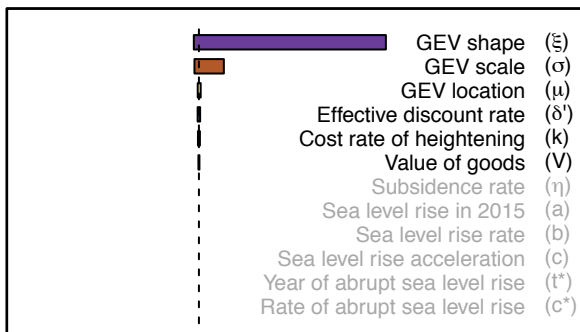 GEV shape (ξ)
GEV scale (σ)
GEV location (μ)
Effective discount rate (δ')
Cost rate of heightening (k)
Value of goods (V)
Subsidence rate (η)
Sea level rise in 2015 (a)
Sea level rise rate (b)
Sea level rise acceleration (c)
Year of abrupt sea level rise (t*)
Rate of abrupt sea level rise (c*)